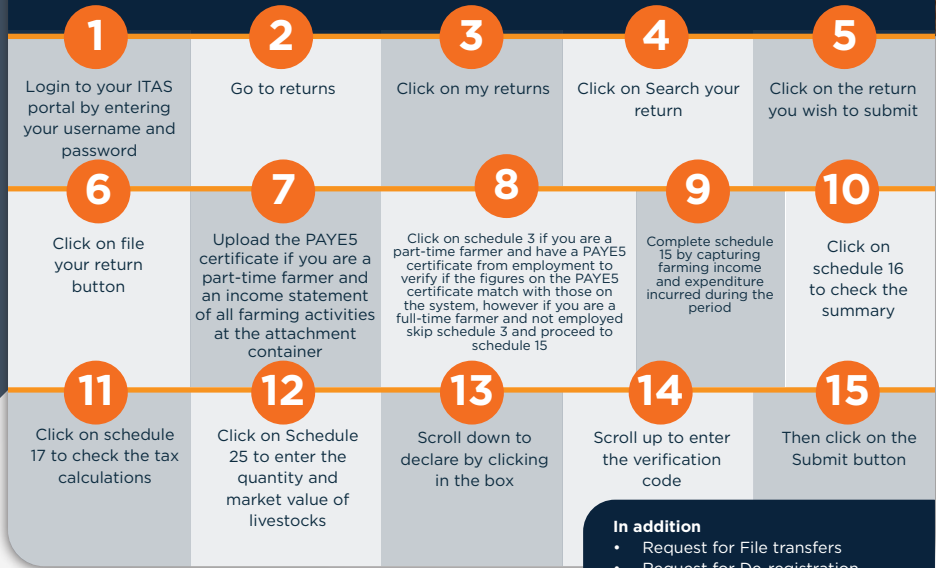 1
Login to your ITAS
portal by entering
your username and
password
2
Go to returns
3
Click on my returns
4
Click on Search your
return
5
Click on the return
you wish to submit
6
Click on file
your return
button
7
Upload the PAYE5
certificate if you are a
part-time farmer and
an income statement
of all farming activities
at the attachment
container
8
Click on schedule 3 if you are a
part-time farmer and have a PAYE5
certificate from employment to
verify if the figures on the PAYE5
certificate match with those on
the system, however if you are a
full-time farmer and not employed
skip schedule 3 and proceed to
schedule 15
9
Complete schedule
15 by capturing
farming income
and expenditure
incurred during the
period
10
Click on
schedule 16
to check the
summary
11
Click on schedule
17 to check the tax
calculations
12
Click on Schedule
25 to enter the
quantity and
market value of
livestocks
13
Scroll down to
declare by clicking
in the box
14
Scroll up to enter
the verification
code
15
Then click on the
Submit button
In addition
• Request for File transfers
• Request for De-registration